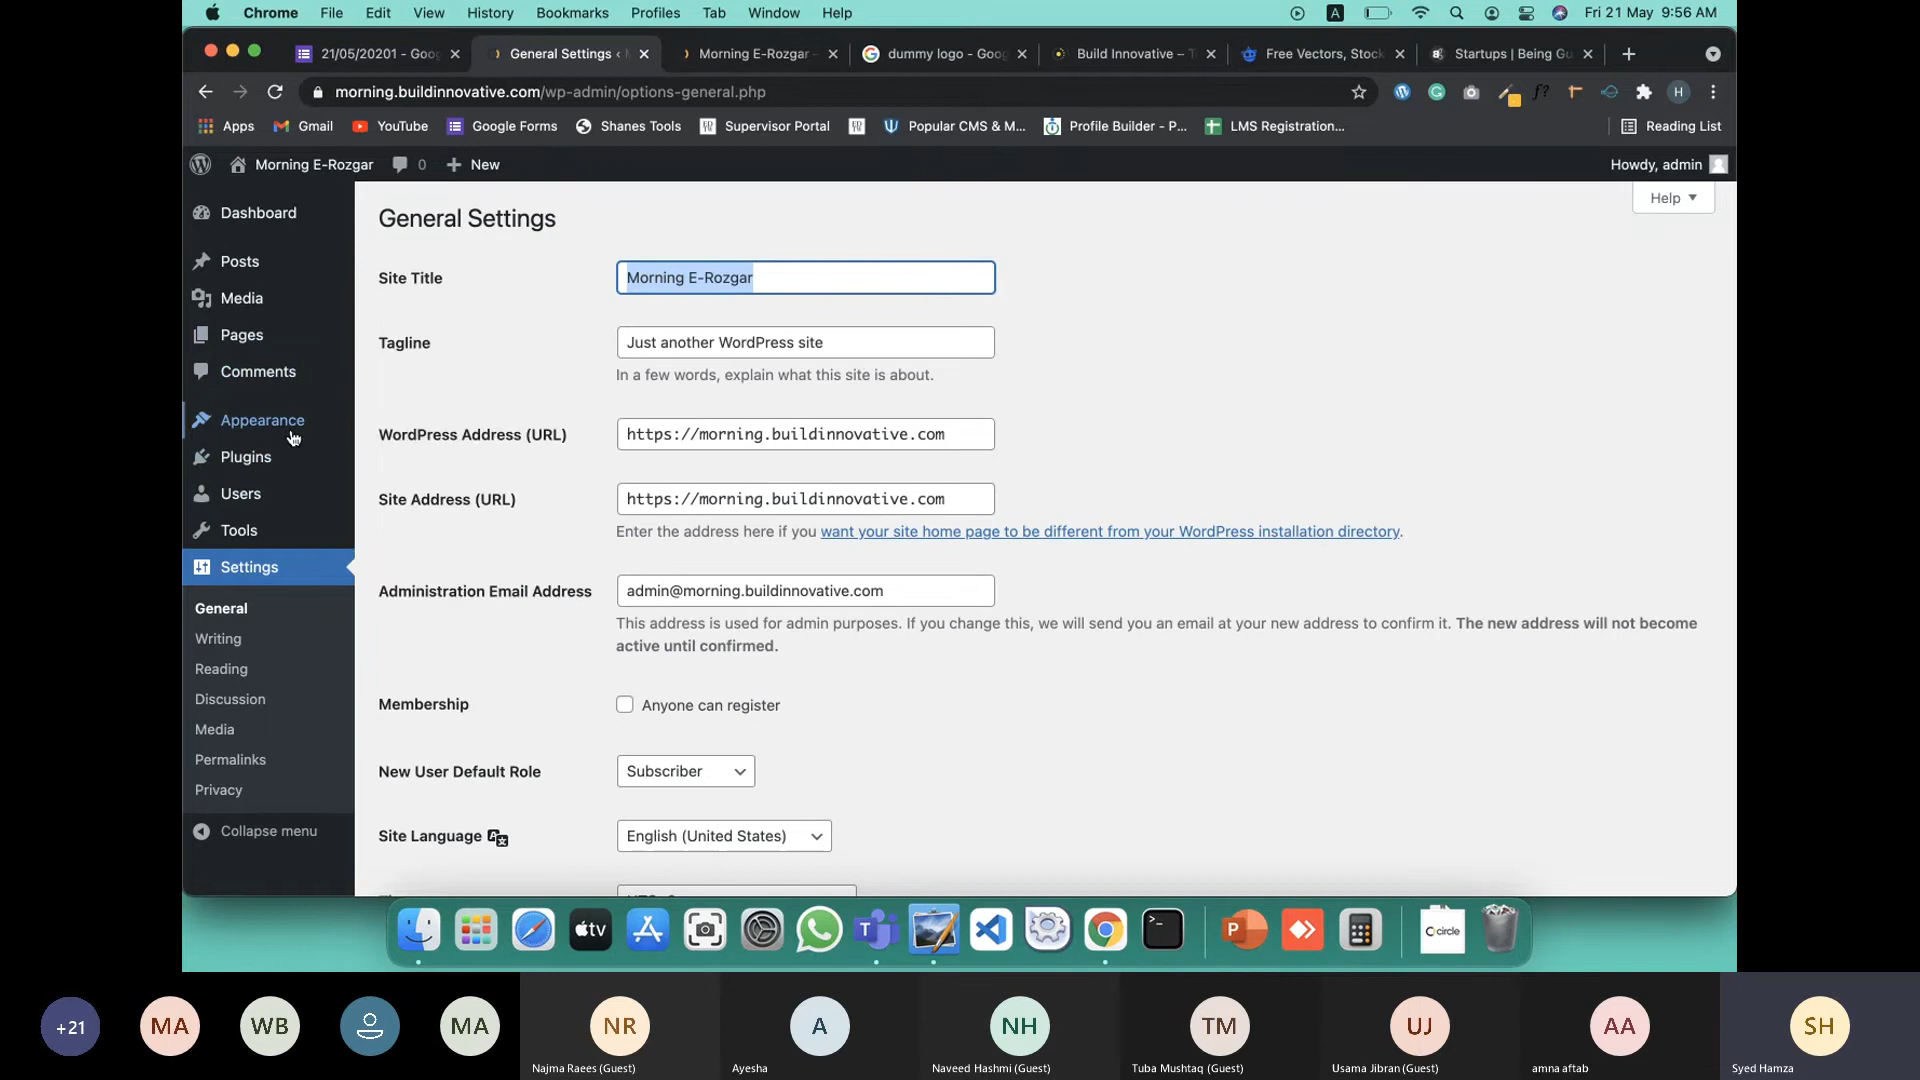 Chrome File Edit View History Bookmarks Profiles Tab Window Help A Fri 21 May 9:56 AM
21/05/20201 - Goog General Settings ‹ Morning E-Rozgar - dummy logo - Goog Build Innovative – T Free Vectors, Stock Startups | Being Gu
morning.buildinnovative.com/wp-admin/options-general.php f? H
Apps Gmail YouTube Google Forms Shanes Tools Supervisor Portal Popular CMS & M... Profile Builder - P... LMS Registration... Reading List
Morning E-Rozgar 0 New Howdy, admin
Help
Dashboard
Posts
Media
Pages
Comments
Appearance
Plugins
Users
Tools
Settings
General
Writing
Reading
Discussion
Media
Permalinks
Privacy
Collapse menu
General Settings
Site Title Morning E-Rozgar
Tagline Just another WordPress site
In a few words, explain what this site is about.
WordPress Address (URL) https://morning.buildinnovative.com
Site Address (URL) https://morning.buildinnovative.com
Enter the address here if you want your site home page to be different from your WordPress installation directory.
Administration Email Address admin@morning.buildinnovative.com
This address is used for admin purposes. If you change this, we will send you an email at your new address to confirm it. The new address will not become
active until confirmed.
Membership Anyone can register
New User Default Role Subscriber
Site Language English (United States)
tv circle
+21 MA WB MA NR A NH TM UJ AA SH
Najma Raees (Guest) Ayesha Naveed Hashmi (Guest) Tuba Mushtaq (Guest) Usama Jibran (Guest) amna aftab Syed Hamza